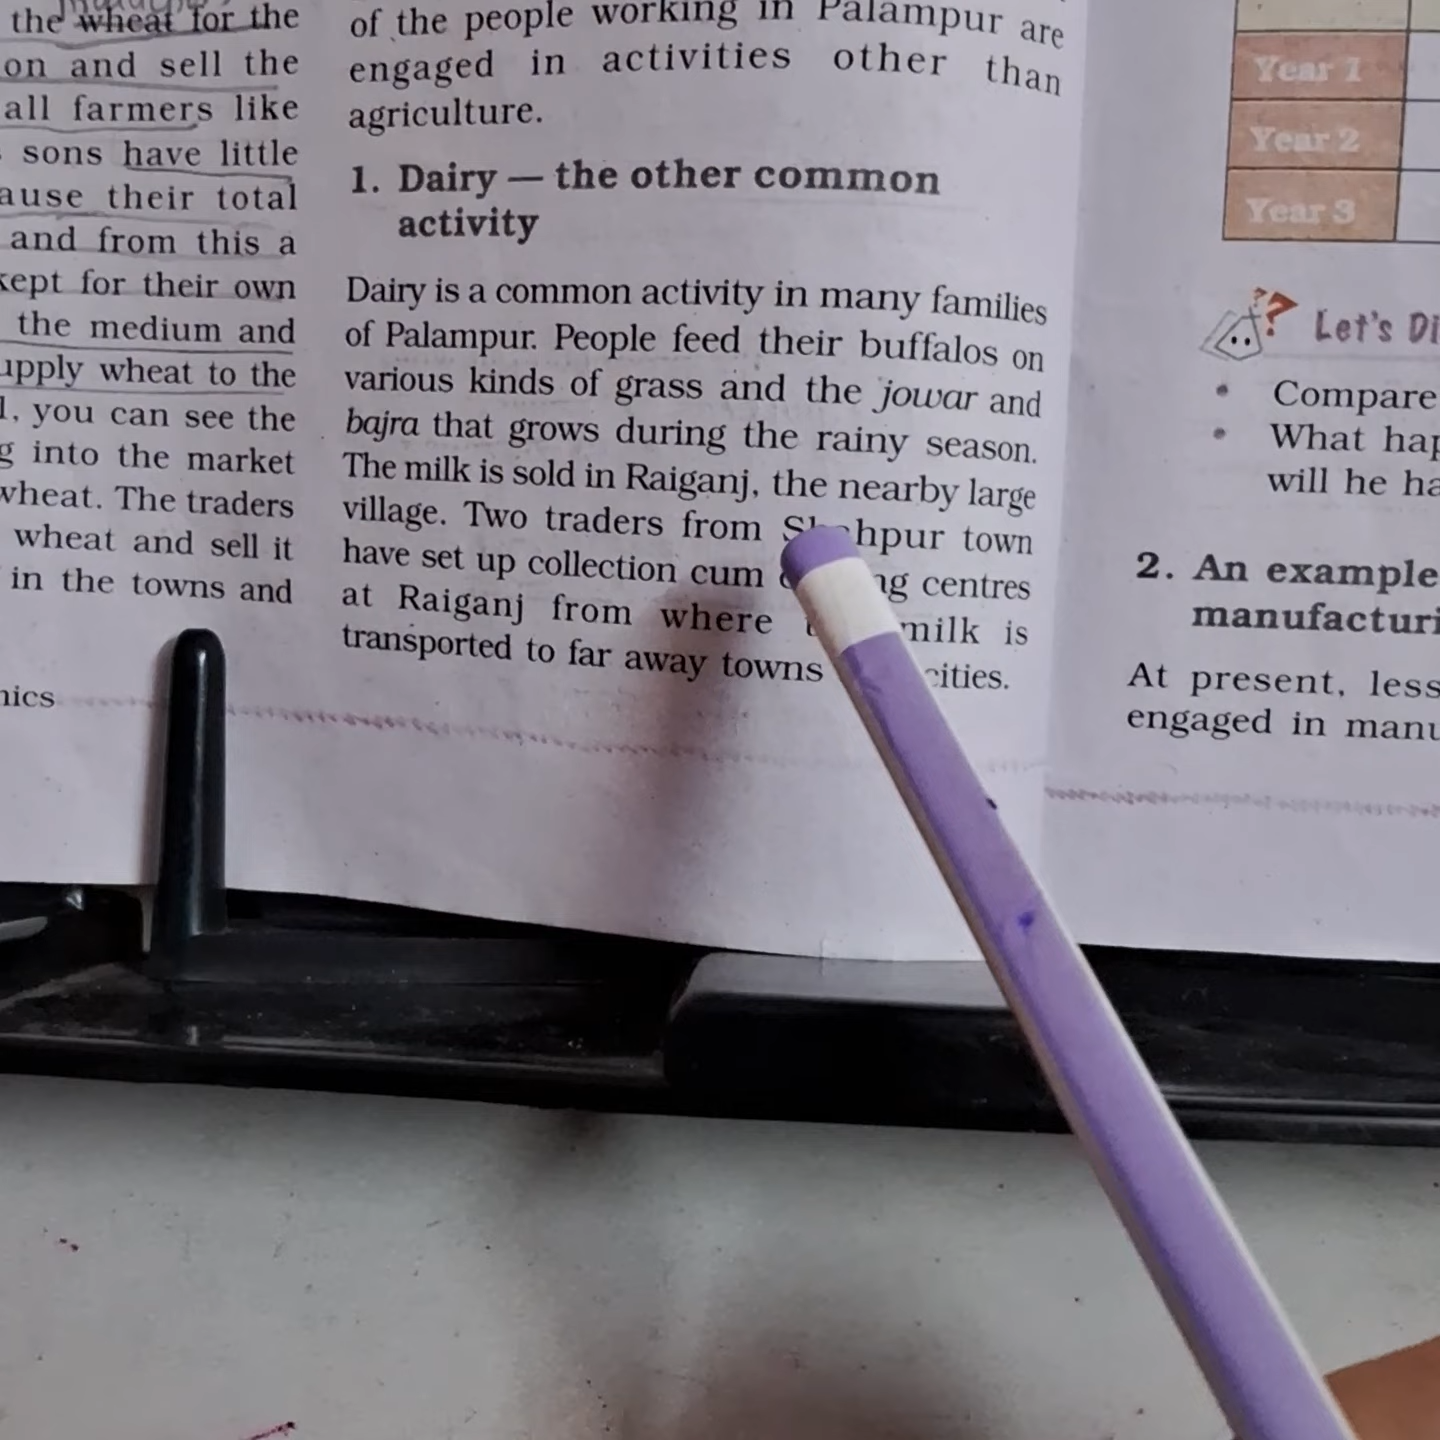 the wheat for the
on and sell the
all farmers like
sons have little
ause their total
and from this a
kept for their own
the medium and
upply wheat to the
l, you can see the
g into the market
wheat. The traders
wheat and sell it
in the towns and
nics
of the people working in Palampur are
engaged in activities other than
agriculture.
1. Dairy — the other common
activity
Dairy is a common activity in many families
of Palampur. People feed their buffalos on
various kinds of grass and the jowar and
bajra that grows during the rainy season.
The milk is sold in Raiganj, the nearby large
village. Two traders from Shahpur town
have set up collection cum ng centres
at Raiganj from where milk is
transported to far away towns cities.
Year 1
Year 2
Year 3
?? Let's Di
• Compare
• What hap
will he ha
2. An example
manufacturi
At present, less
engaged in manu